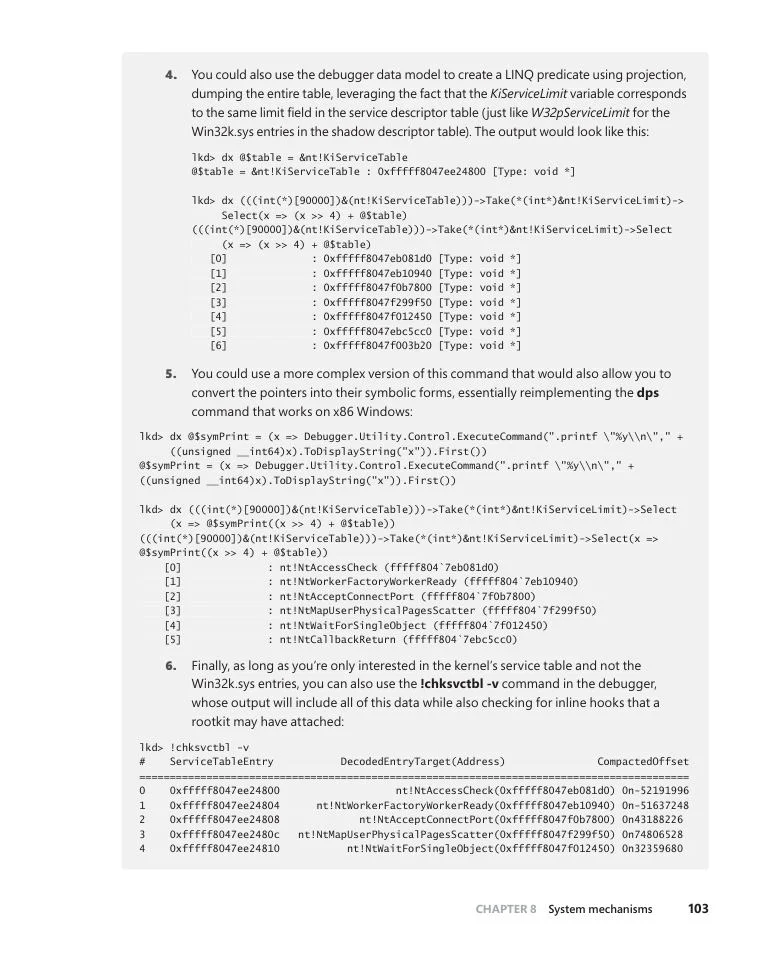 4. You could also use the debugger data model to create a LINQ predicate using projection,
dumping the entire table, leveraging the fact that the KiServiceLimit variable corresponds
to the same limit field in the service descriptor table (just like W32pServiceLimit for the
Win32k.sys entries in the shadow descriptor table). The output would look like this:
lkd> dx @$table = &nt!KiServiceTable
@$table = &nt!KiServiceTable : 0xfffff8047ee24800 [Type: void *]
lkd> dx (((int(*)[90000])&(nt!KiServiceTable)))->Take(*(int*)&nt!KiServiceLimit)->
Select(x => (x >> 4) + @$table)
(((int(*)[90000])&(nt!KiServiceTable)))->Take(*(int*)&nt!KiServiceLimit)->Select
(x => (x >> 4) + @$table)
[0] : 0xfffff8047eb081d0 [Type: void *]
[1] : 0xfffff8047eb10940 [Type: void *]
[2] : 0xfffff8047f0b7800 [Type: void *]
[3] : 0xfffff8047f299f50 [Type: void *]
[4] : 0xfffff8047f012450 [Type: void *]
[5] : 0xfffff8047ebc5cc0 [Type: void *]
[6] : 0xfffff8047f003b20 [Type: void *]
5. You could use a more complex version of this command that would also allow you to
convert the pointers into their symbolic forms, essentially reimplementing the dps
command that works on x86 Windows:
lkd> dx @$symPrint = (x => Debugger.Utility.Control.ExecuteCommand(".printf \"%y\\n\"," +
((unsigned __int64)x).ToDisplayString("x")).First())
@$symPrint = (x => Debugger.Utility.Control.ExecuteCommand(".printf \"%y\\n\"," +
((unsigned __int64)x).ToDisplayString("x")).First())
lkd> dx (((int(*)[90000])&(nt!KiServiceTable)))->Take(*(int*)&nt!KiServiceLimit)->Select
(x => @$symPrint((x >> 4) + @$table))
(((int(*)[90000])&(nt!KiServiceTable)))->Take(*(int*)&nt!KiServiceLimit)->Select(x =>
@$symPrint((x >> 4) + @$table))
[0] : nt!NtAccessCheck (fffff804`7eb081d0)
[1] : nt!NtWorkerFactoryWorkerReady (fffff804`7eb10940)
[2] : nt!NtAcceptConnectPort (fffff804`7f0b7800)
[3] : nt!NtMapUserPhysicalPagesScatter (fffff804`7f299f50)
[4] : nt!NtWaitForSingleObject (fffff804`7f012450)
[5] : nt!NtCallbackReturn (fffff804`7ebc5cc0)
6. Finally, as long as you’re only interested in the kernel’s service table and not the
Win32k.sys entries, you can also use the !chksvctbl -v command in the debugger,
whose output will include all of this data while also checking for inline hooks that a
rootkit may have attached:
lkd> !chksvctbl -v
# ServiceTableEntry DecodedEntryTarget(Address) CompactedOffset
==========================================================================================
0 0xfffff8047ee24800 nt!NtAccessCheck(0xfffff8047eb081d0) 0n-52191996
1 0xfffff8047ee24804 nt!NtWorkerFactoryWorkerReady(0xfffff8047eb10940) 0n-51637248
2 0xfffff8047ee24808 nt!NtAcceptConnectPort(0xfffff8047f0b7800) 0n43188226
3 0xfffff8047ee2480c nt!NtMapUserPhysicalPagesScatter(0xfffff8047f299f50) 0n74806528
4 0xfffff8047ee24810 nt!NtWaitForSingleObject(0xfffff8047f012450) 0n32359680
CHAPTER 8 System mechanisms 103